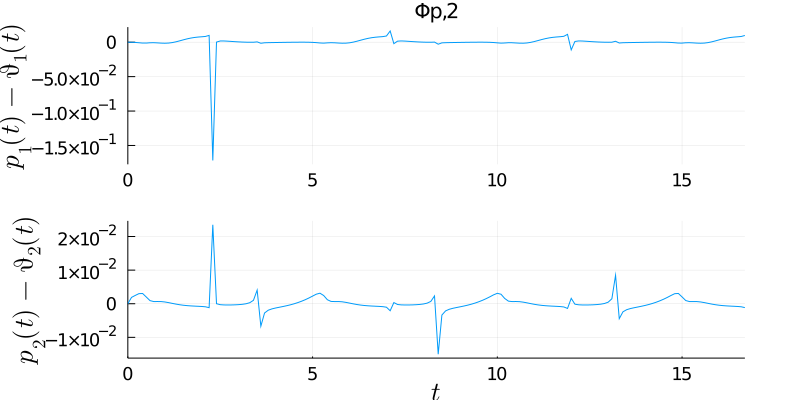 Φp,2
p₁(t) − ϑ₁(t)
0
−5.0×10⁻²
−1.0×10⁻¹
−1.5×10⁻¹
0 5 10 15
p₂(t) − ϑ₂(t)
2×10⁻²
1×10⁻²
0
−1×10⁻²
0 5 10 15
t